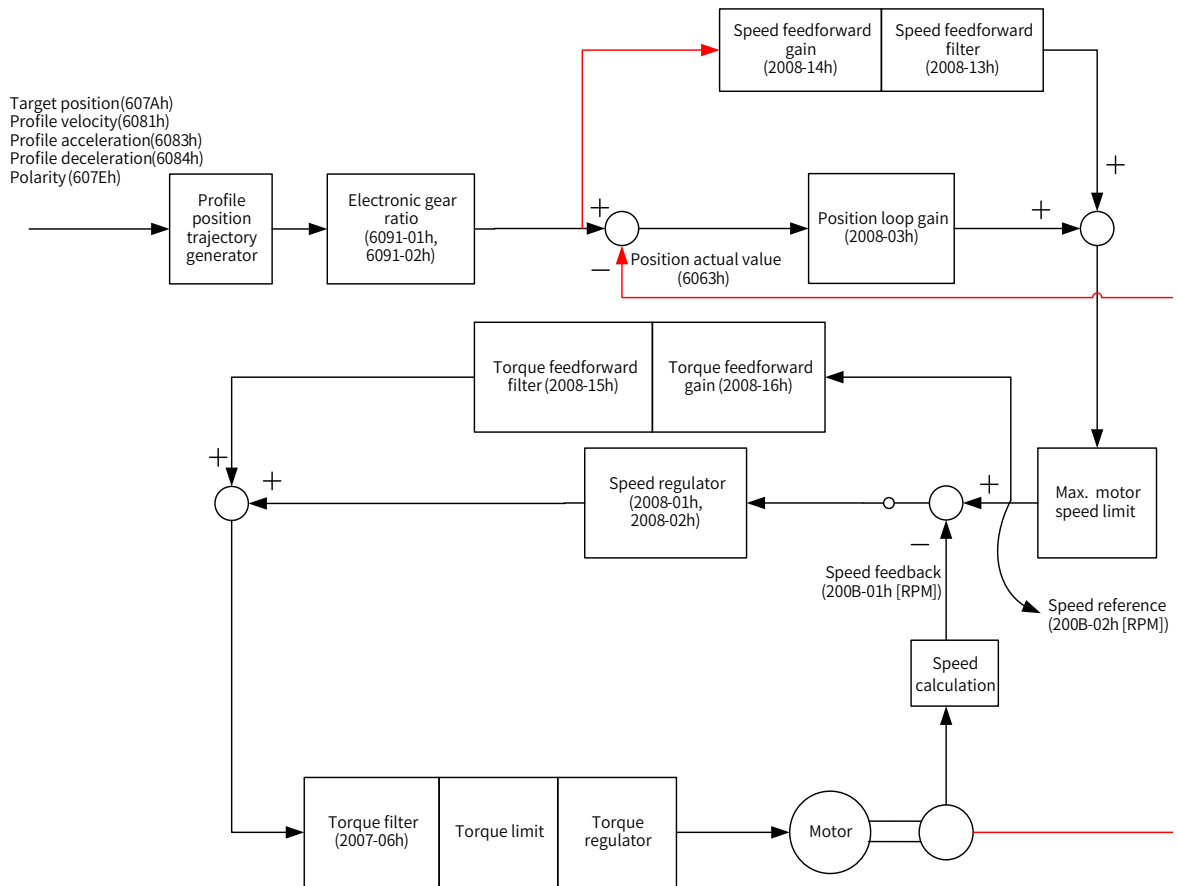 Speed feedforward
gain
(2008-14h)
Speed feedforward
filter
(2008-13h)
Target position(607Ah)
Profile velocity(6081h)
Profile acceleration(6083h)
Profile deceleration(6084h)
Polarity(607Eh)
Profile
position
trajectory
generator
Electronic gear
ratio
(6091-01h,
6091-02h)
+
−
Position actual value
(6063h)
Position loop gain
(2008-03h)
+
+
Torque feedforward
filter(2008-15h)
Torque feedforward
gain(2008-16h)
+
+
Speed regulator
(2008-01h,
2008-02h)
+
−
Max. motor
speed limit
Speed feedback
(200B-01h [RPM])
Speed reference
(200B-02h [RPM])
Speed
calculation
Torque filter
(2007-06h)
Torque limit
Torque
regulator
Motor